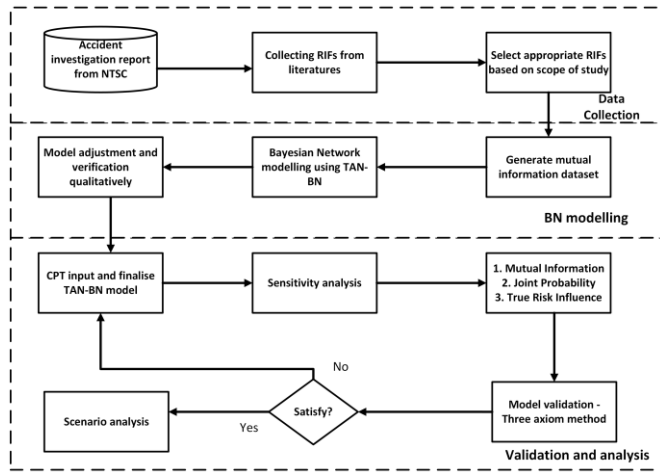 Accident
investigation report
from NTSC
Collecting RIFs from
literatures
Select appropriate RIFs
based on scope of study
Data
Collection
Model adjustment and
verification
qualitatively
Bayesian Network
modelling using TAN-
BN
Generate mutual
information dataset
BN modelling
CPT input and finalise
TAN-BN model
Sensitivity analysis
1. Mutual Information
2. Joint Probability
3. True Risk Influence
No
Scenario analysis
Yes
Satisfy?
Model validation -
Three axiom method
Validation and analysis